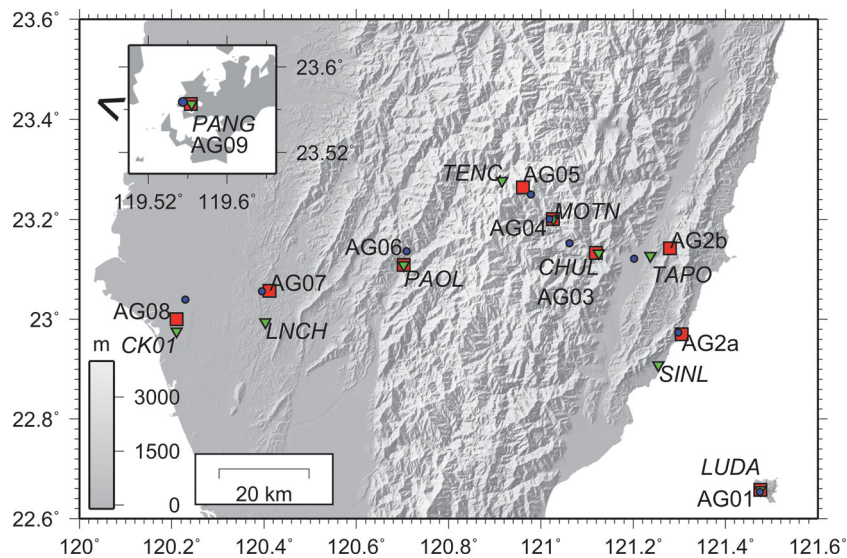 23.6˚
23.4˚
23.2˚
23˚
22.8˚
22.6˚
120
120.2
120.4
120.6
120.8
121
121.2
121.4
121.6
23.6˚
23.52˚
119.52˚
119.6˚
PANG
AG09
TENC
AG05
MOTN
AG04
AG06
PAOL
CHUL
AG03
AG2b
TAPO
AG07
LNCH
AG08
CK01
AG2a
SINL
LUDA
AG01
m
3000
1500
0
20 km